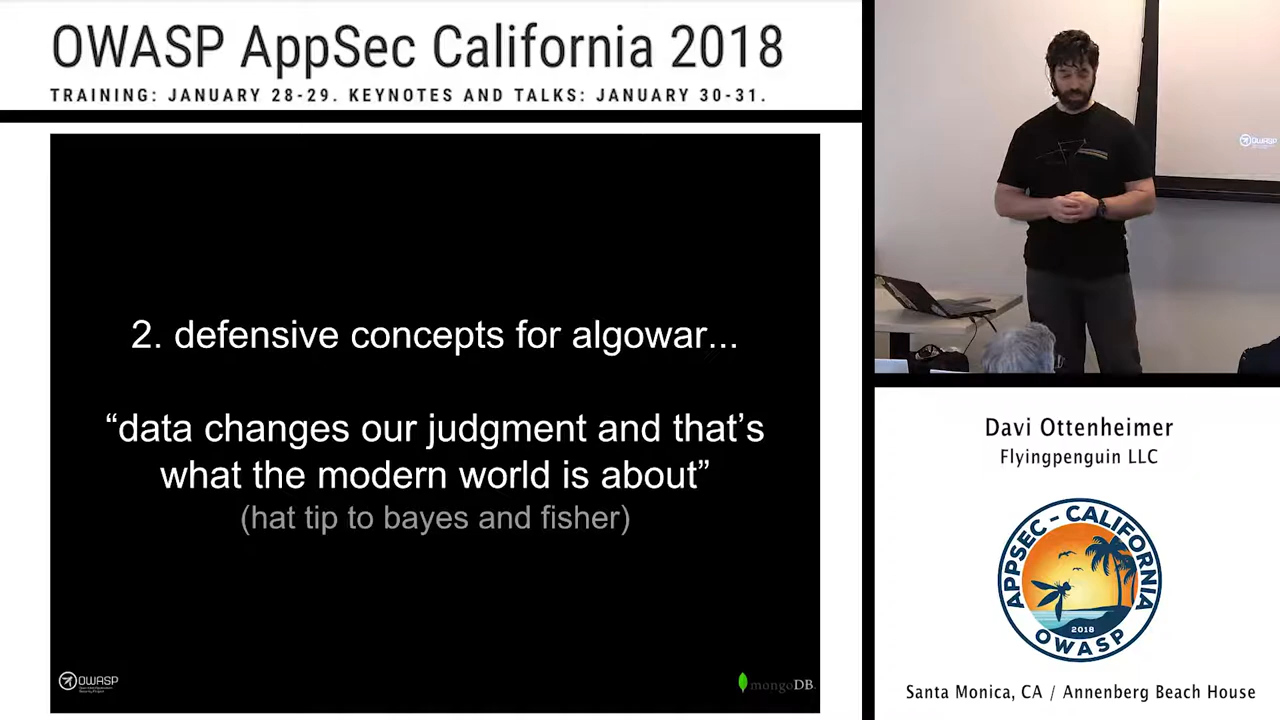 OWASP AppSec California 2018
TRAINING: JANUARY 28-29. KEYNOTES AND TALKS: JANUARY 30-31.
2. defensive concepts for algowar...
“data changes our judgment and that’s
what the modern world is about”
(hat tip to bayes and fisher)
OWASP
mongoDB.
OWASP
Davi Ottenheimer
Flyingpenguin LLC
APPSEC - CALIFORNIA
2018
OWASP
Santa Monica, CA / Annenberg Beach House